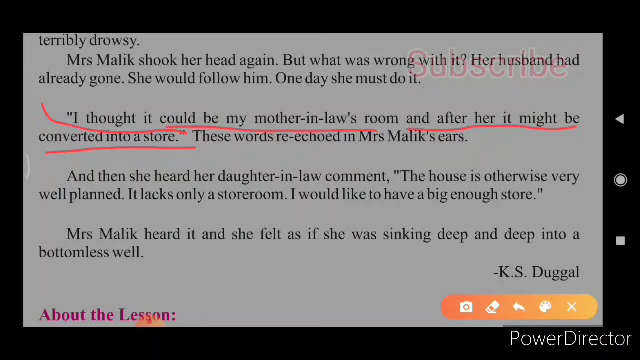 terribly drowsy.
Mrs Malik shook her head again. But what was wrong with it? Her husband had
already gone. She would follow him. One day she must do it.
Subscribe
"I thought it could be my mother-in-law's room and after her it might be
converted into a store." These words re-echoed in Mrs Malik's ears.
And then she heard her daughter-in-law comment, "The house is otherwise very
well planned. It lacks only a storeroom. I would like to have a big enough store."
Mrs Malik heard it and she felt as if she was sinking deep and deep into a
bottomless well.
-K.S. Duggal
About the Lesson:
PowerDirector